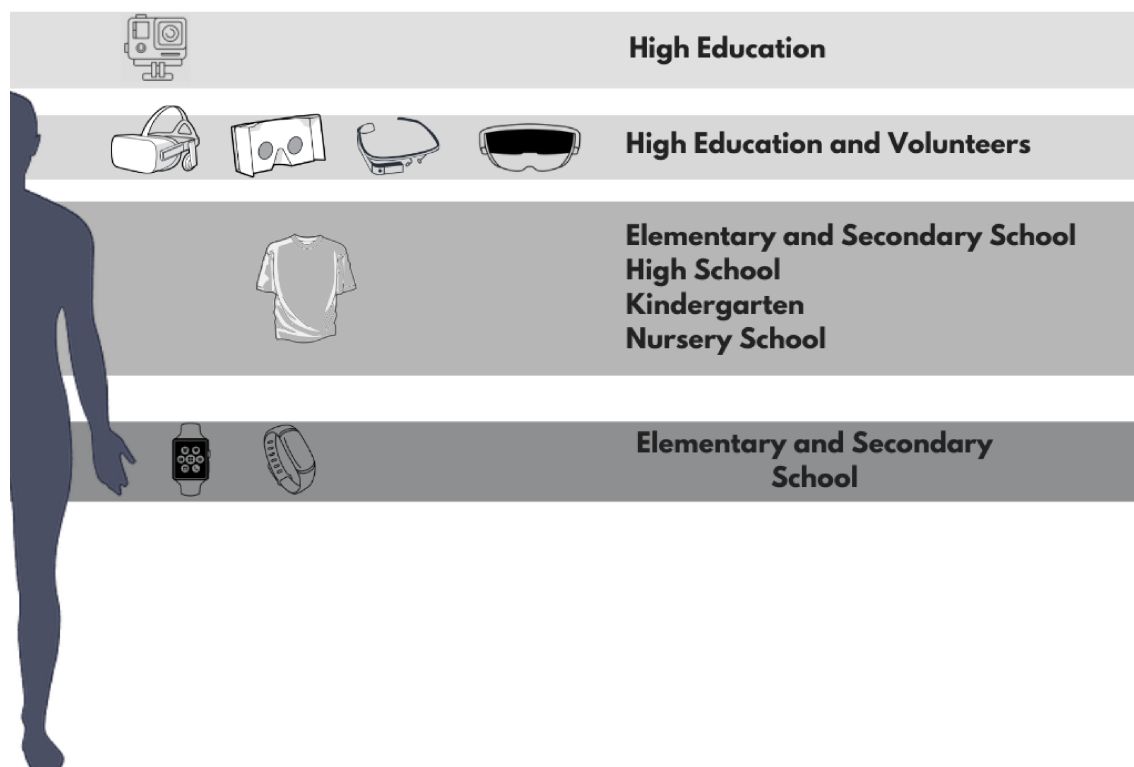 High Education
High Education and Volunteers
Elementary and Secondary School
High School
Kindergarten
Nursery School
Elementary and Secondary
School